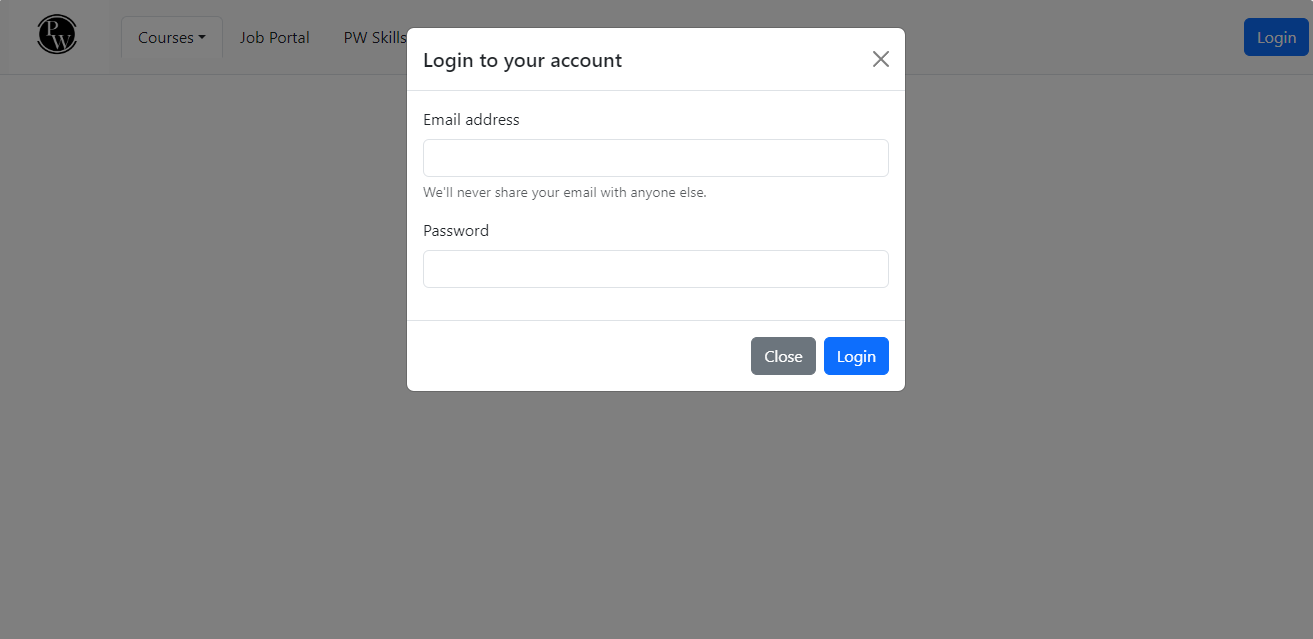 PW
Courses Job Portal PW Skills Login
Login to your account
Email address
We'll never share your email with anyone else.
Password
Close Login